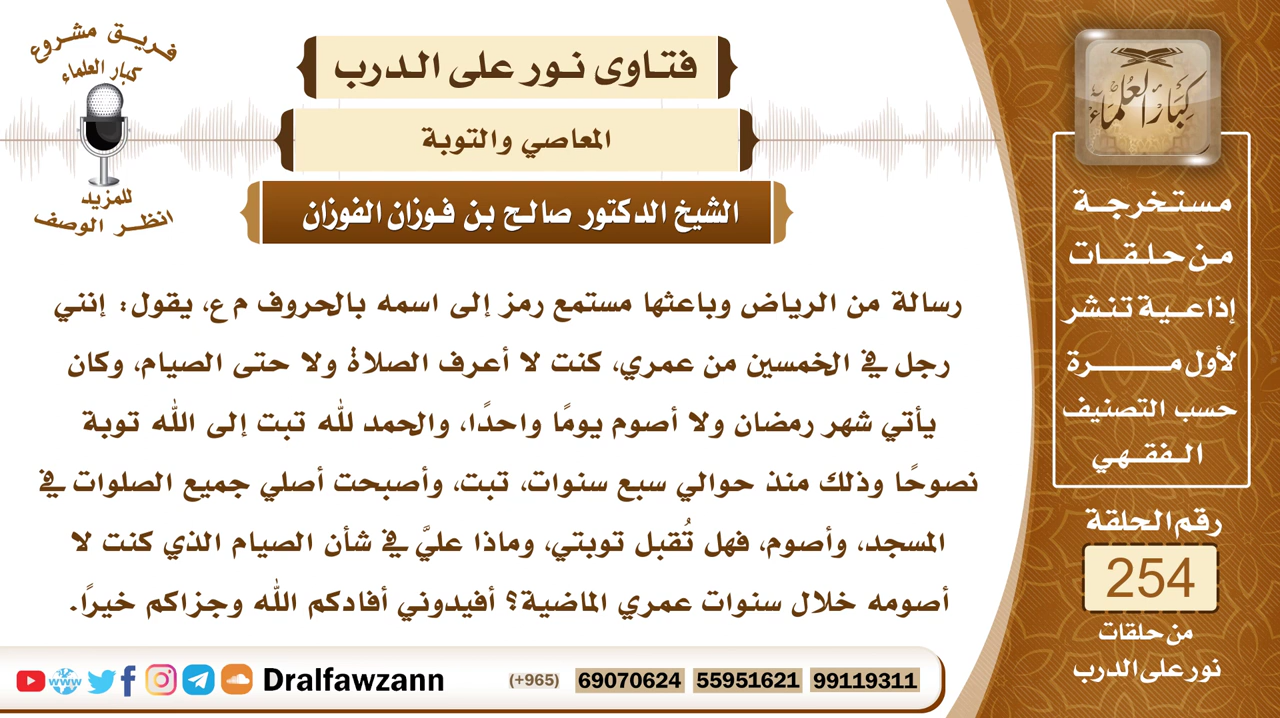 فريق مشروع
كبار العلماء
للمزيد
انظر الوصف
فتاوى نور على الدرب
المعاصي والتوبة
الشيخ الدكتور صالح بن فوزان الفوزان
كبار العلماء
مستخرجة
من حلقات
إذاعية تنشر
لأول مرة
حسب التصنيف
الفقهي
رقم الحلقة
254
من حلقات
نور على الدرب
رسالة من الرياض وباعثها مستمع رمز إلى اسمه بالحروف م ع، يقول: إنني
رجل في الخمسين من عمري، كنت لا أعرف الصلاة ولا حتى الصيام، وكان
يأتي شهر رمضان ولا أصوم يومًا واحدًا، والحمد لله تبت إلى الله توبة
نصوحًا وذلك منذ حوالي سبع سنوات، تبت، وأصبحت أصلي جميع الصلوات في
المسجد، وأصوم، فهل تُقبل توبتي، وماذا عليَّ في شأن الصيام الذي كنت لا
أصومه خلال سنوات عمري الماضية؟ أفيدوني أفادكم الله وجزاكم خيرًا.
www Dralfawzann (+965) 69070624 55951621 99119311